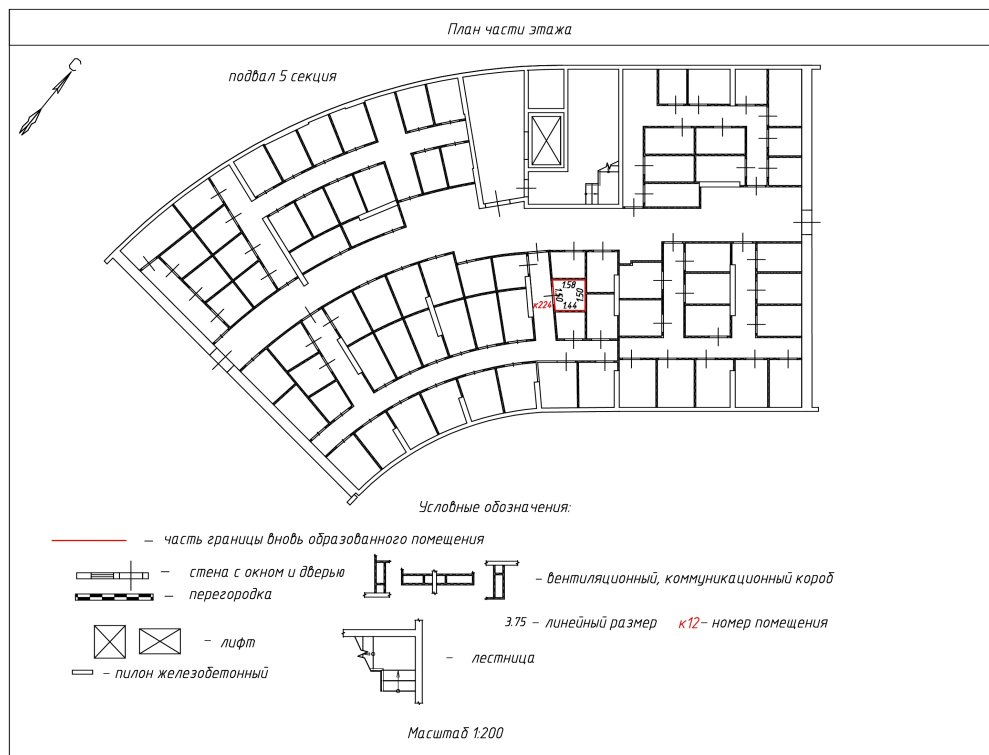 План части этажа
С
подвал 5 секция
1.58
1.50
1.50
к224
1.44
Условные обозначения:
– часть границы вновь образованного помещения
– стена с окном и дверью
– перегородка
– вентиляционный, коммуникационный короб
3.75 – линейный размер
к12 – номер помещения
– лифт
– лестница
– пилон железобетонный
Масштаб 1:200